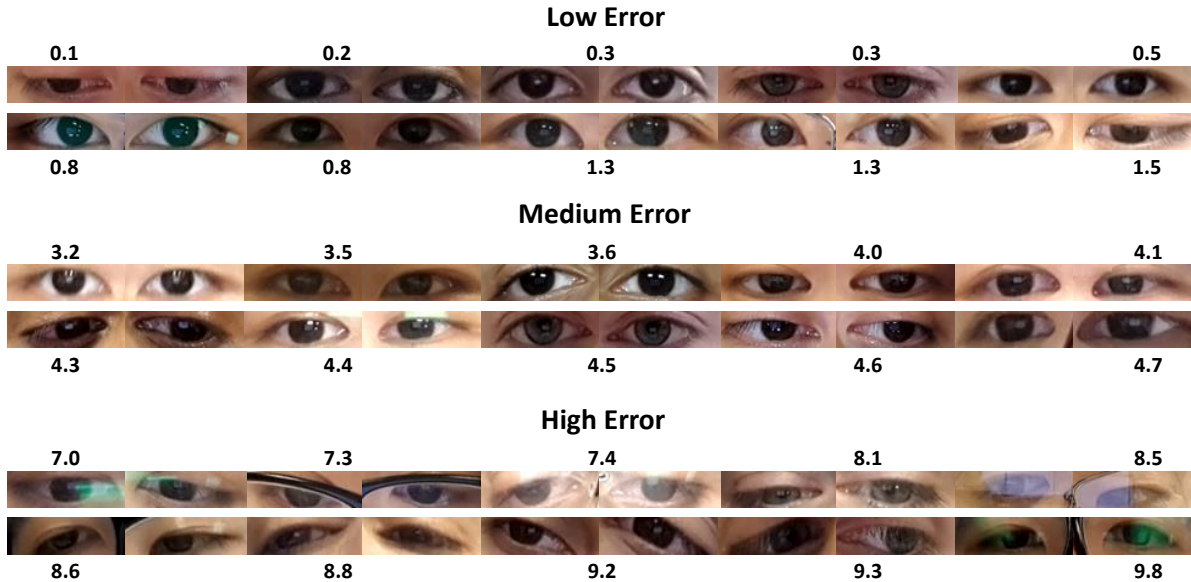 Low Error
0.1 0.2 0.3 0.3 0.5
0.8 0.8 1.3 1.3 1.5
Medium Error
3.2 3.5 3.6 4.0 4.1
4.3 4.4 4.5 4.6 4.7
High Error
7.0 7.3 7.4 8.1 8.5
8.6 8.8 9.2 9.3 9.8